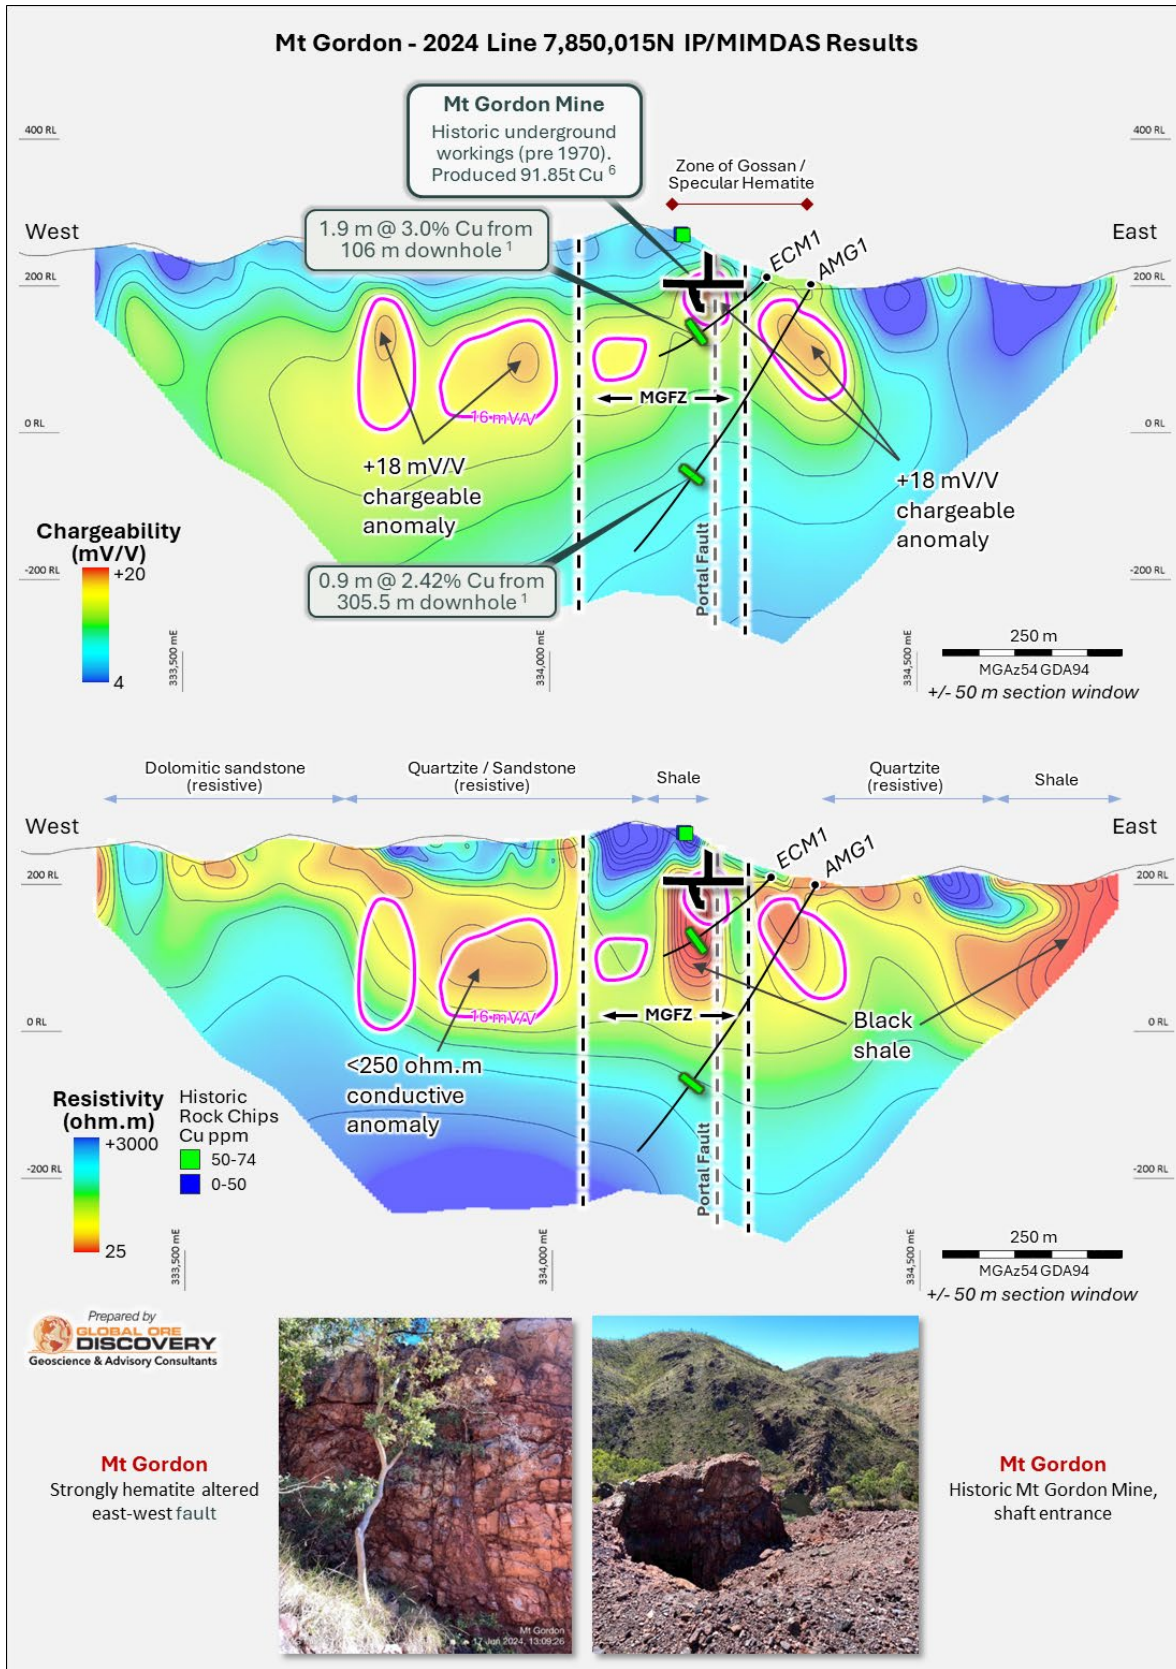 Mt Gordon - 2024 Line 7,850,015N IP/MIMDAS Results
Mt Gordon Mine
Historic underground
workings (pre 1970).
Produced 91.85t Cu 6
400 RL
400 RL
Zone of Gossan /
Specular Hematite
1.9 m @ 3.0% Cu from
106 m downhole 1
West
East
ECM1
AMG1
200 RL
200 RL
MGFZ
16 mV/V
0 RL
0 RL
+18 mV/V
chargeable
anomaly
+18 mV/V
chargeable
anomaly
Chargeability
(mV/V)
+20
4
-200 RL
-200 RL
0.9 m @ 2.42% Cu from
305.5 m downhole 1
Portal Fault
333,500 mE
334,000 mE
334,500 mE
250 m
MGAz54 GDA94
+/- 50 m section window
Dolomitic sandstone
(resistive)
Quartzite / Sandstone
(resistive)
Shale
Quartzite
(resistive)
Shale
West
East
ECM1
AMG1
200 RL
200 RL
16 mV/V
MGFZ
0 RL
0 RL
Black
shale
<250 ohm.m
conductive
anomaly
Resistivity
(ohm.m)
+3000
25
Historic
Rock Chips
Cu ppm
50-74
0-50
-200 RL
-200 RL
Portal Fault
333,500 mE
334,000 mE
334,500 mE
250 m
MGAz54 GDA94
+/- 50 m section window
Prepared by
GLOBAL ORE
DISCOVERY
Geoscience & Advisory Consultants
Mt Gordon
Strongly hematite altered
east-west fault
Mt Gordon
17 Jun 2024, 13:09:26
Mt Gordon
Historic Mt Gordon Mine,
shaft entrance